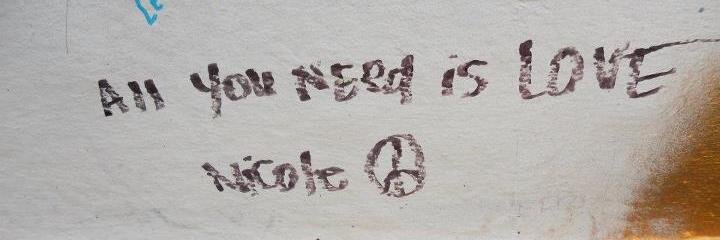 All You Need is LOVE
Nicole ☮